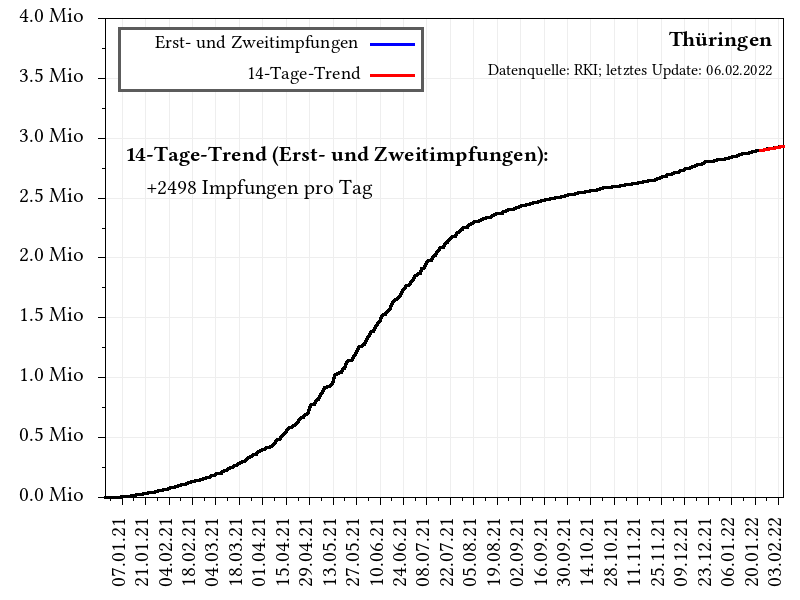 4.0 Mio
3.5 Mio
3.0 Mio
2.5 Mio
2.0 Mio
1.5 Mio
1.0 Mio
0.5 Mio
0.0 Mio
Erst- und Zweitimpfungen
14-Tage-Trend
Thüringen
Datenquelle: RKI; letztes Update: 06.02.2022
14-Tage-Trend (Erst- und Zweitimpfungen):
+2498 Impfungen pro Tag
07.01.21
21.01.21
04.02.21
18.02.21
04.03.21
18.03.21
01.04.21
15.04.21
29.04.21
13.05.21
27.05.21
10.06.21
24.06.21
08.07.21
22.07.21
05.08.21
19.08.21
02.09.21
16.09.21
30.09.21
14.10.21
28.10.21
11.11.21
25.11.21
09.12.21
23.12.21
06.01.22
20.01.22
03.02.22